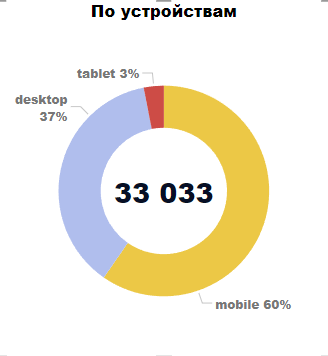 По устройствам
tablet 3%
desktop
37%
33 033
mobile 60%